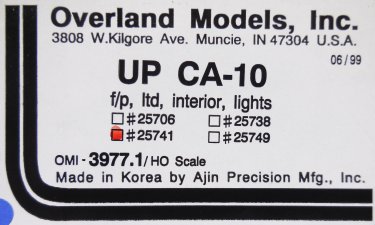 Overland Models, Inc.
3808 W.Kilgore Ave. Muncie, IN 47304 U.S.A.
06/99
UP CA-10
f/p, ltd, interior, lights
☐#25706 ☐#25738
☐#25741 ☐#25749
OMI - 3977.1/ HO Scale
Made in Korea by Ajin Precision Mfg., Inc.